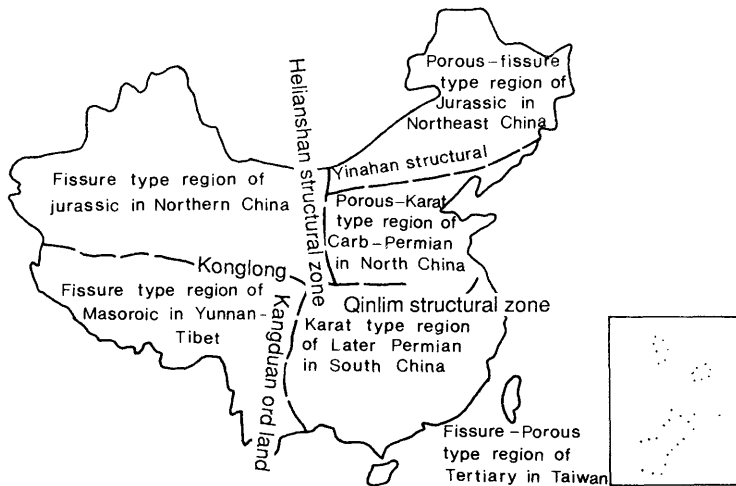 Porous-fissure
type region of
Jurassic in
Northeast China
Helianshan structural zone
Yinahan structural
Fissure type region of
jurassic in Northern China
Porous-Karat
type region of
Carb-Permian
in North China
Konglong
Fissure type region of
Masoroic in Yunnan-
Tibet
Kangduan ord land
Qinlim structural zone
Karat type region
of Later Permian
in South China
Fissure-Porous
type region of
Tertiary in Taiwan